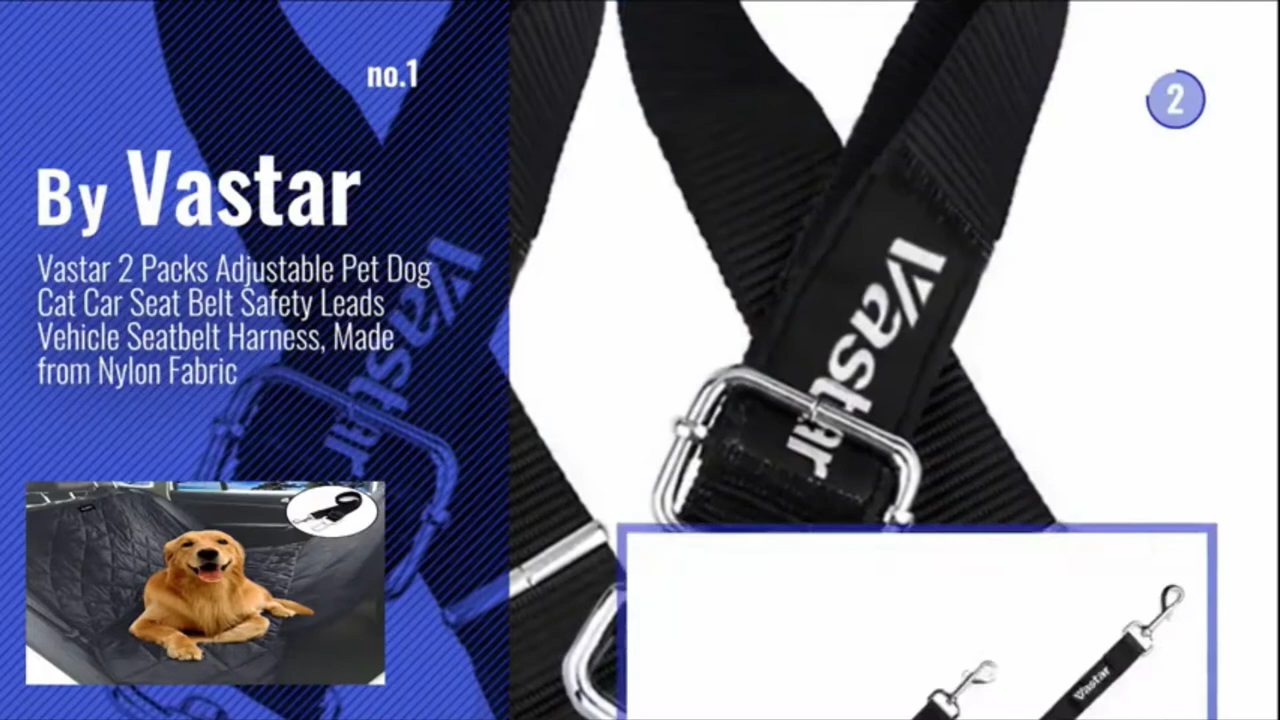 no.1
2
By Vastar
Vastar 2 Packs Adjustable Pet Dog
Cat Car Seat Belt Safety Leads
Vehicle Seatbelt Harness, Made
from Nylon Fabric
Vastar
Vastar
Vastar